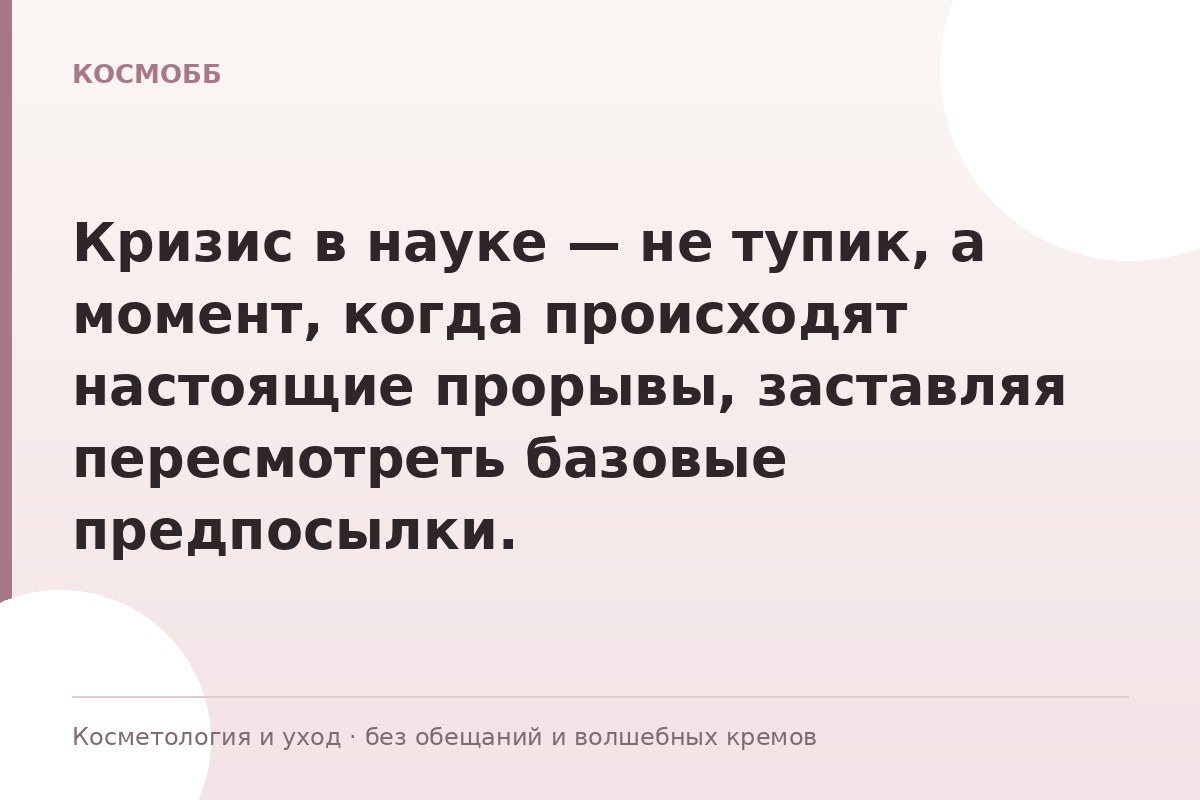 КОСМОББ
Кризис в науке — не тупик, а
момент, когда происходят
настоящие прорывы, заставляя
пересмотреть базовые
предпосылки.
Косметология и уход · без обещаний и волшебных кремов